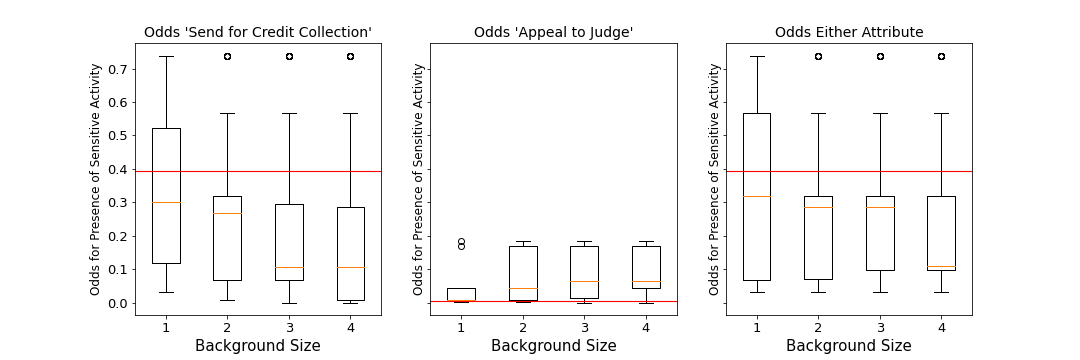 Odds 'Send for Credit Collection'
Odds for Presence of Sensitive Activity
0.7
0.6
0.5
0.4
0.3
0.2
0.1
0.0
1 2 3 4
Background Size
Odds 'Appeal to Judge'
Odds for Presence of Sensitive Activity
1 2 3 4
Background Size
Odds Either Attribute
Odds for Presence of Sensitive Activity
1 2 3 4
Background Size